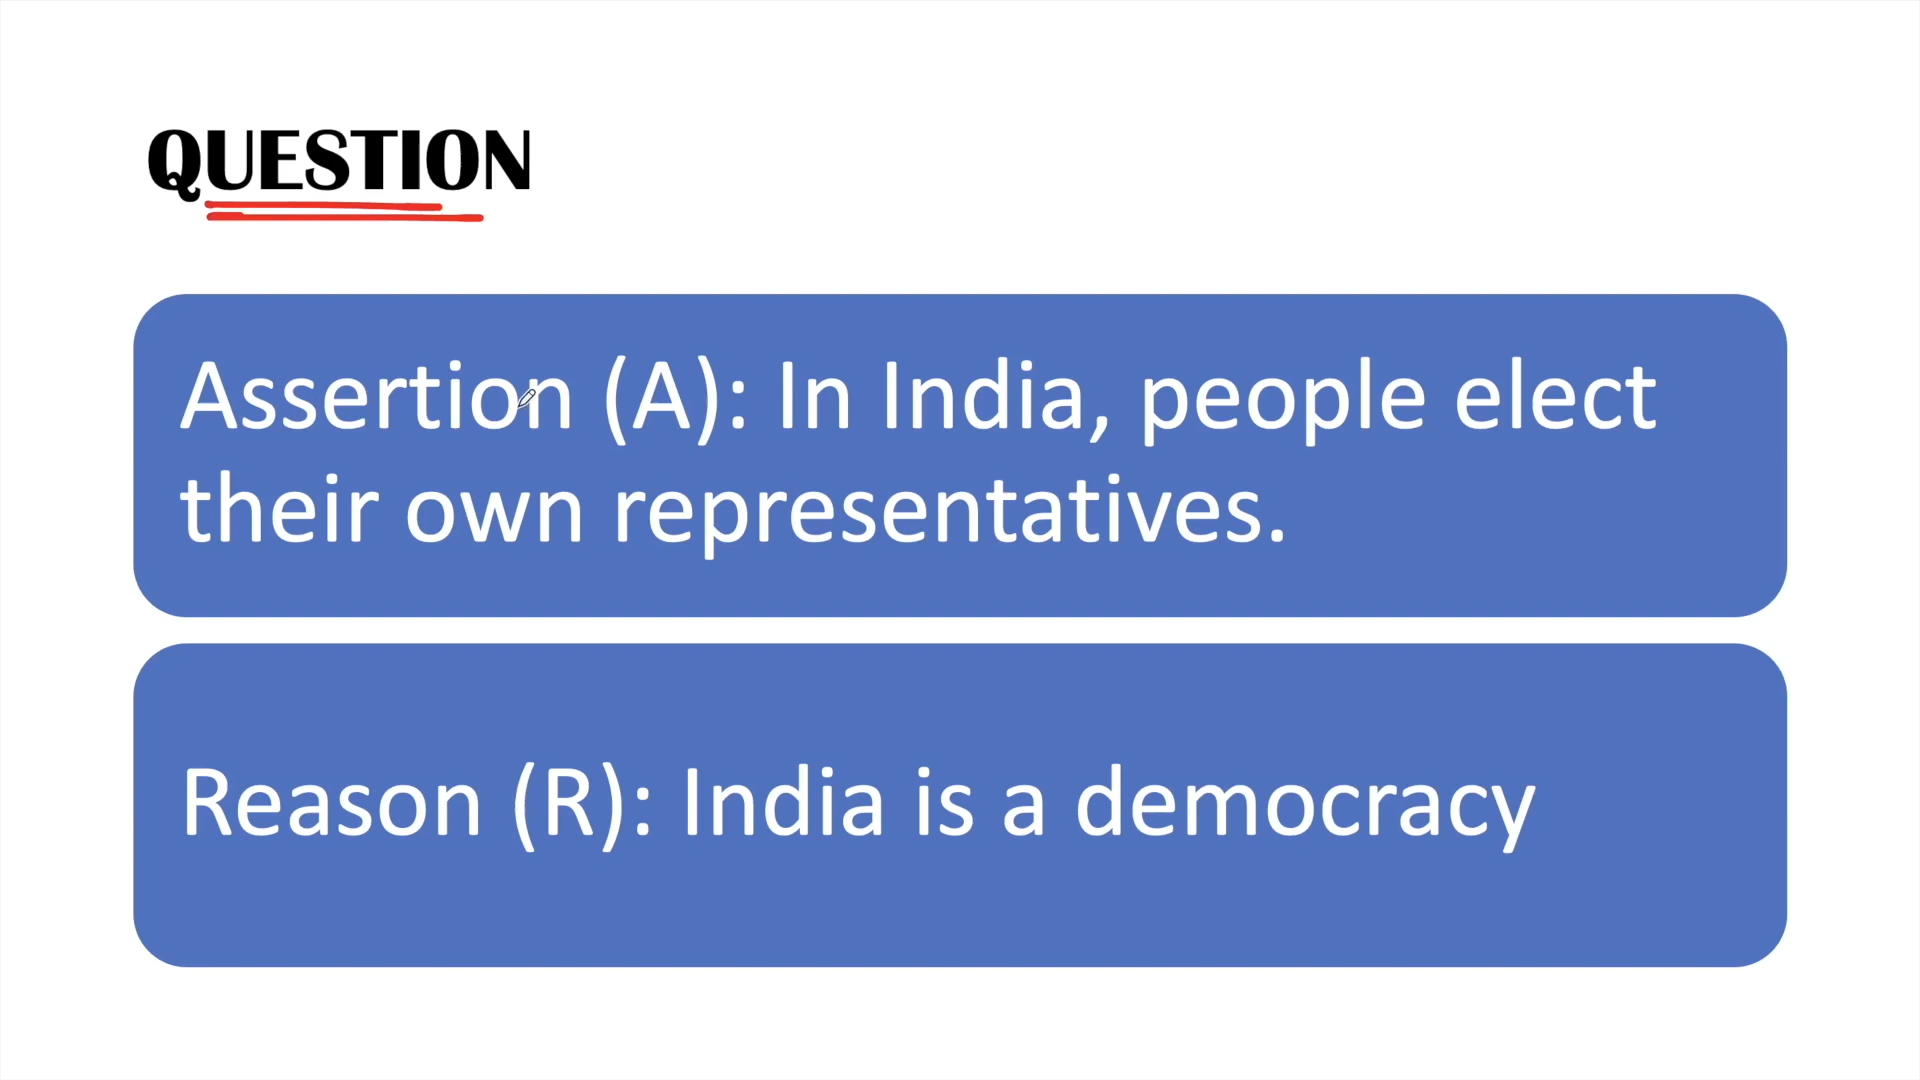 QUESTION
Assertion (A): In India, people elect
their own representatives.
Reason (R): India is a democracy